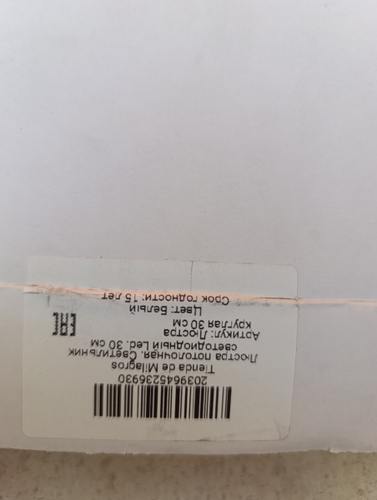 2039645236930
Tienda de Milagros
Люстра потолочная. Светильник
светодиодный Led. 30 см
Артикул: Люстра
круглая 30 см
Цвет: Белый
Срок годности: 15 лет
EAC